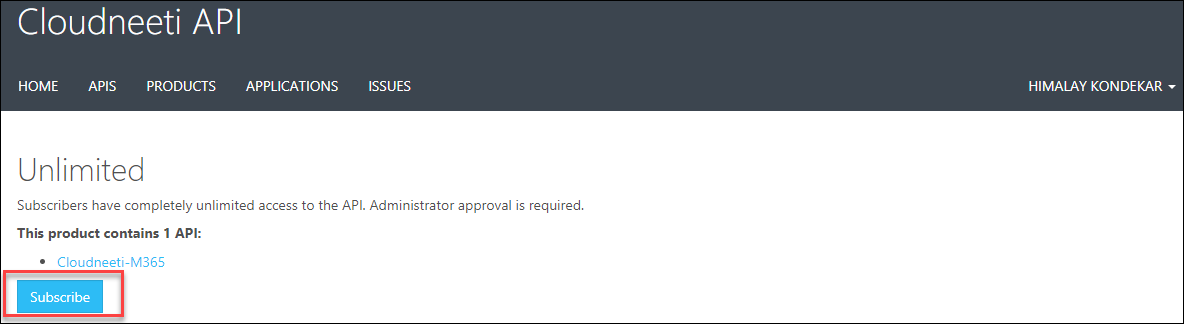 Cloudneeti API
HOME APIS PRODUCTS APPLICATIONS ISSUES HIMALAY KONDEKAR
Unlimited
Subscribers have completely unlimited access to the API. Administrator approval is required.
This product contains 1 API:
• Cloudneeti-M365
Subscribe